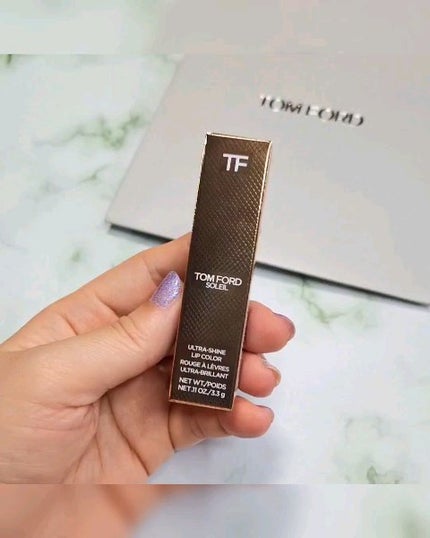 TOM FORD
TF
TOM FORD
SOLEIL
ULTRA-SHINE
LIP COLOR
ROUGE À LÈVRES
ULTRA-BRILLANT
NET WT./POIDS
NET .11 OZ./3.3 g